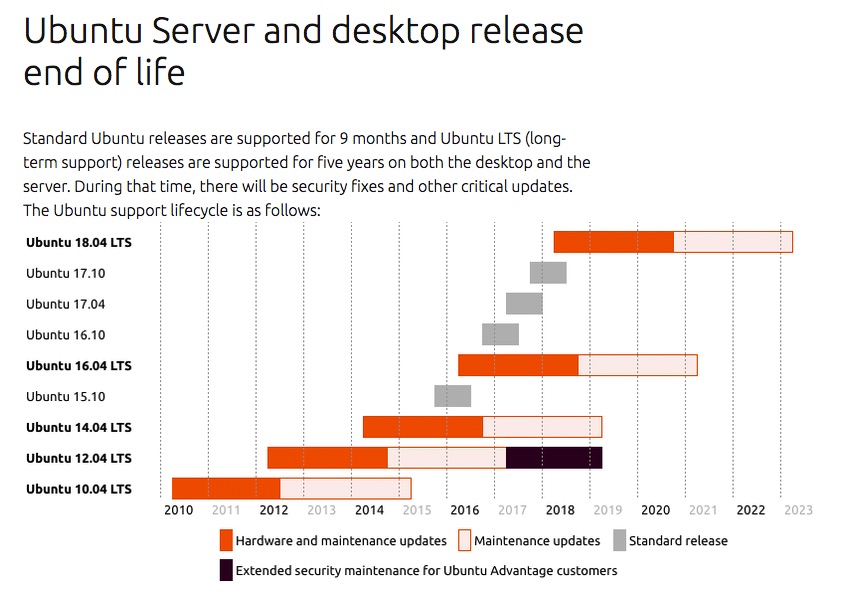 Ubuntu Server and desktop release
end of life
Standard Ubuntu releases are supported for 9 months and Ubuntu LTS (long-
term support) releases are supported for five years on both the desktop and the
server. During that time, there will be security fixes and other critical updates.
The Ubuntu support lifecycle is as follows:
Ubuntu 18.04 LTS
Ubuntu 17.10
Ubuntu 17.04
Ubuntu 16.10
Ubuntu 16.04 LTS
Ubuntu 15.10
Ubuntu 14.04 LTS
Ubuntu 12.04 LTS
Ubuntu 10.04 LTS
2010 2011 2012 2013 2014 2015 2016 2017 2018 2019 2020 2021 2022 2023
Hardware and maintenance updates Maintenance updates Standard release
Extended security maintenance for Ubuntu Advantage customers